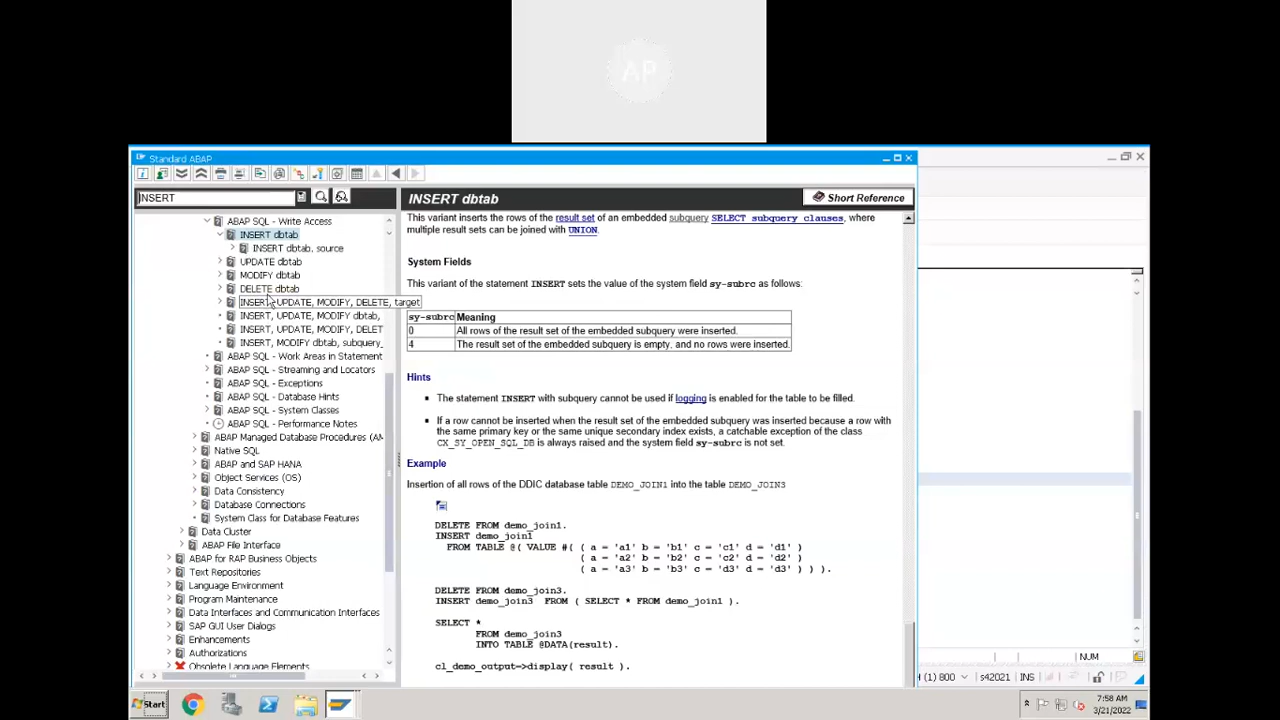 AP
Standard ABAP
INSERT
INSERT dbtab
Short Reference
ABAP SQL - Write Access
INSERT dbtab
INSERT dbtab, source
UPDATE dbtab
MODIFY dbtab
DELETE dbtab
INSERT, UPDATE, MODIFY, DELETE, target
INSERT, UPDATE, MODIFY dbtab,
INSERT, UPDATE, MODIFY, DELET
INSERT, MODIFY dbtab, subquery_
ABAP SQL - Work Areas in Statement
ABAP SQL - Streaming and Locators
ABAP SQL - Exceptions
ABAP SQL - Database Hints
ABAP SQL - System Classes
ABAP SQL - Performance Notes
ABAP Managed Database Procedures (AM
Native SQL
ABAP and SAP HANA
Object Services (OS)
Data Consistency
Database Connections
System Class for Database Features
Data Cluster
ABAP File Interface
ABAP for RAP Business Objects
Text Repositories
Language Environment
Program Maintenance
Data Interfaces and Communication Interfaces
SAP GUI User Dialogs
Enhancements
Authorizations
Obsolete Language Elements
This variant inserts the rows of the result set of an embedded subquery SELECT subquery clauses, where
multiple result sets can be joined with UNION.
System Fields
This variant of the statement INSERT sets the value of the system field sy-subrc as follows:
sy-subrc Meaning
0 All rows of the result set of the embedded subquery were inserted.
4 The result set of the embedded subquery is empty, and no rows were inserted.
Hints
The statement INSERT with subquery cannot be used if logging is enabled for the table to be filled.
If a row cannot be inserted when the result set of the embedded subquery was inserted because a row with
the same primary key or the same unique secondary index exists, a catchable exception of the class
CX_SY_OPEN_SQL_DB is always raised and the system field sy-subrc is not set.
Example
Insertion of all rows of the DDIC database table DEMO_JOIN1 into the table DEMO_JOIN3
DELETE FROM demo_join1.
INSERT demo_join1
FROM TABLE @( VALUE #( ( a = 'a1' b = 'b1' c = 'c1' d = 'd1' )
( a = 'a2' b = 'b2' c = 'c2' d = 'd2' )
( a = 'a3' b = 'b3' c = 'd3' d = 'd3' ) ) ).
DELETE FROM demo_join3.
INSERT demo_join3 FROM ( SELECT * FROM demo_join1 ).
SELECT *
FROM demo_join3
INTO TABLE @DATA(result).
cl_demo_output=>display( result ).
NUM
H (1) 800
s42021
INS
Start
7:58 AM
3/21/2022